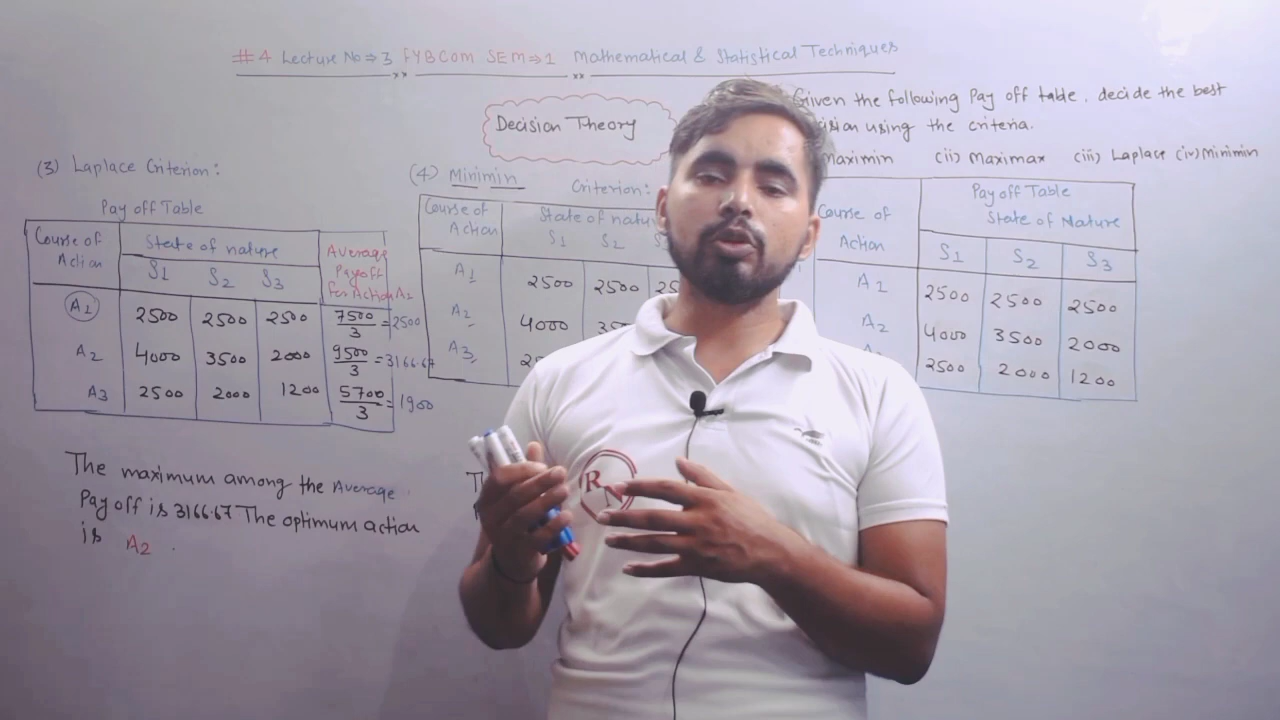 #4 Lecture No⇒3 FYBCOM SEM⇒1 Mathematical & Statistical Techniques
Given the following Pay off table, decide the best
using the criteria.
Decision Theory
Maximin (ii) Maximax (iii) Laplace (iv) Minimin
(3) Laplace Criterion:
Pay off Table
Course of Action State of nature Average Payoff for Action A1
S1 S2 S3
A1 2500 2500 2500 7500/3 = 2500
A2 4000 3500 2000 9500/3 = 3166.67
A3 2500 2000 1200 5700/3 = 1900
The maximum among the Average
Pay off is 3166.67 The optimum action
is A2.
(4) Minimin Criterion:
Course of Action State of
S1 S2
A1 2500 2500
A2 4000
A3
Course of Action Pay off Table
State of Nature
S1 S2 S3
A1 2500 2500 2500
A2 4000 3500 2000
2500 2000 1200
RN